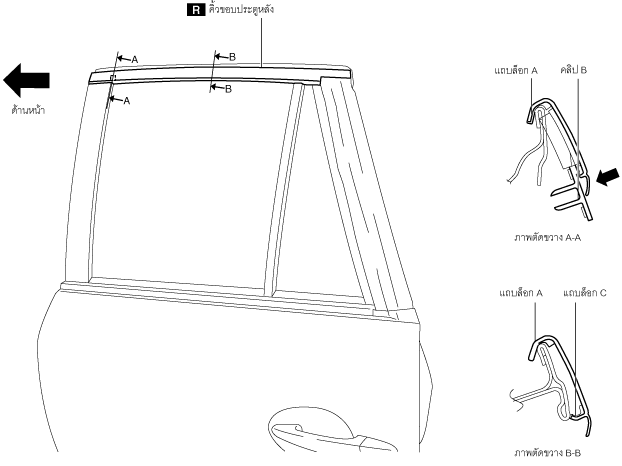 R คิ้วขอบประตูหลัง
A
B
A
B
ด้านหน้า
แถบล็อก A
คลิป B
ภาพตัดขวาง A-A
แถบล็อก A
แถบล็อก C
ภาพตัดขวาง B-B